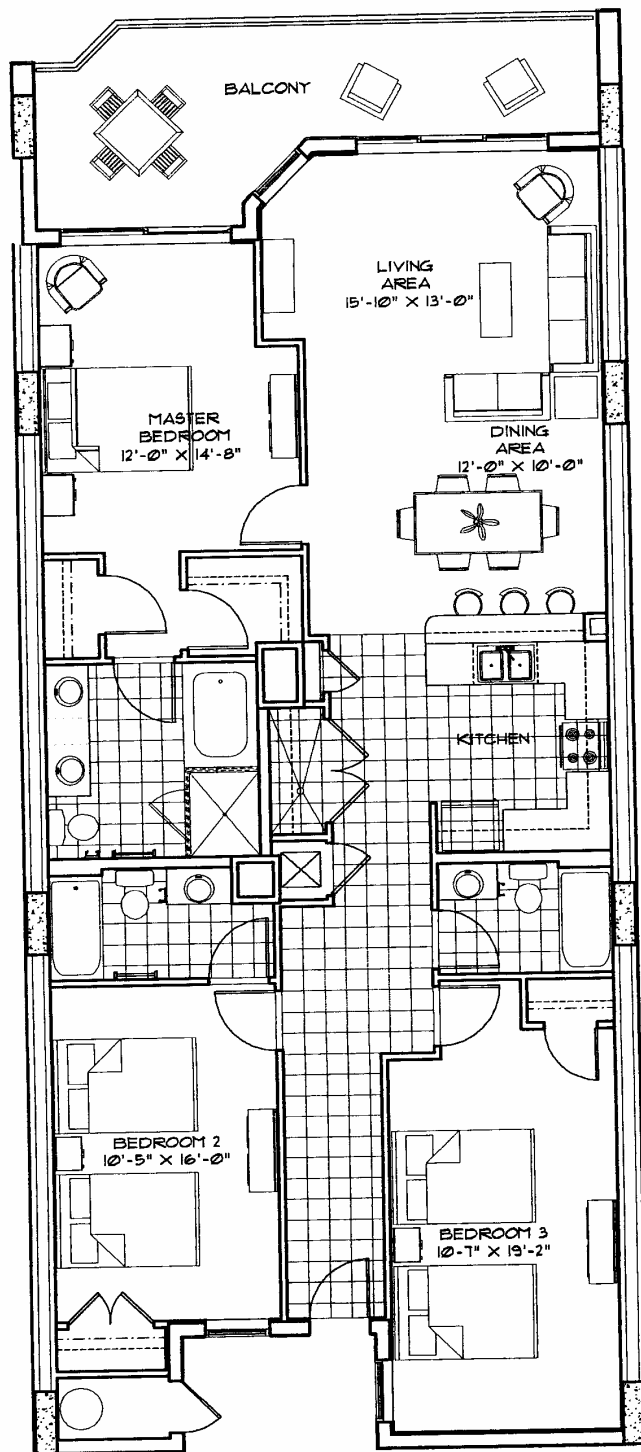 BALCONY
LIVING
AREA
15'-10" X 13'-0"
MASTER
BEDROOM
12'-0" X 14'-8"
DINING
AREA
12'-0" X 10'-0"
KITCHEN
BEDROOM 2
10'-5" X 16'-0"
BEDROOM 3
10-7" X 19'-2"